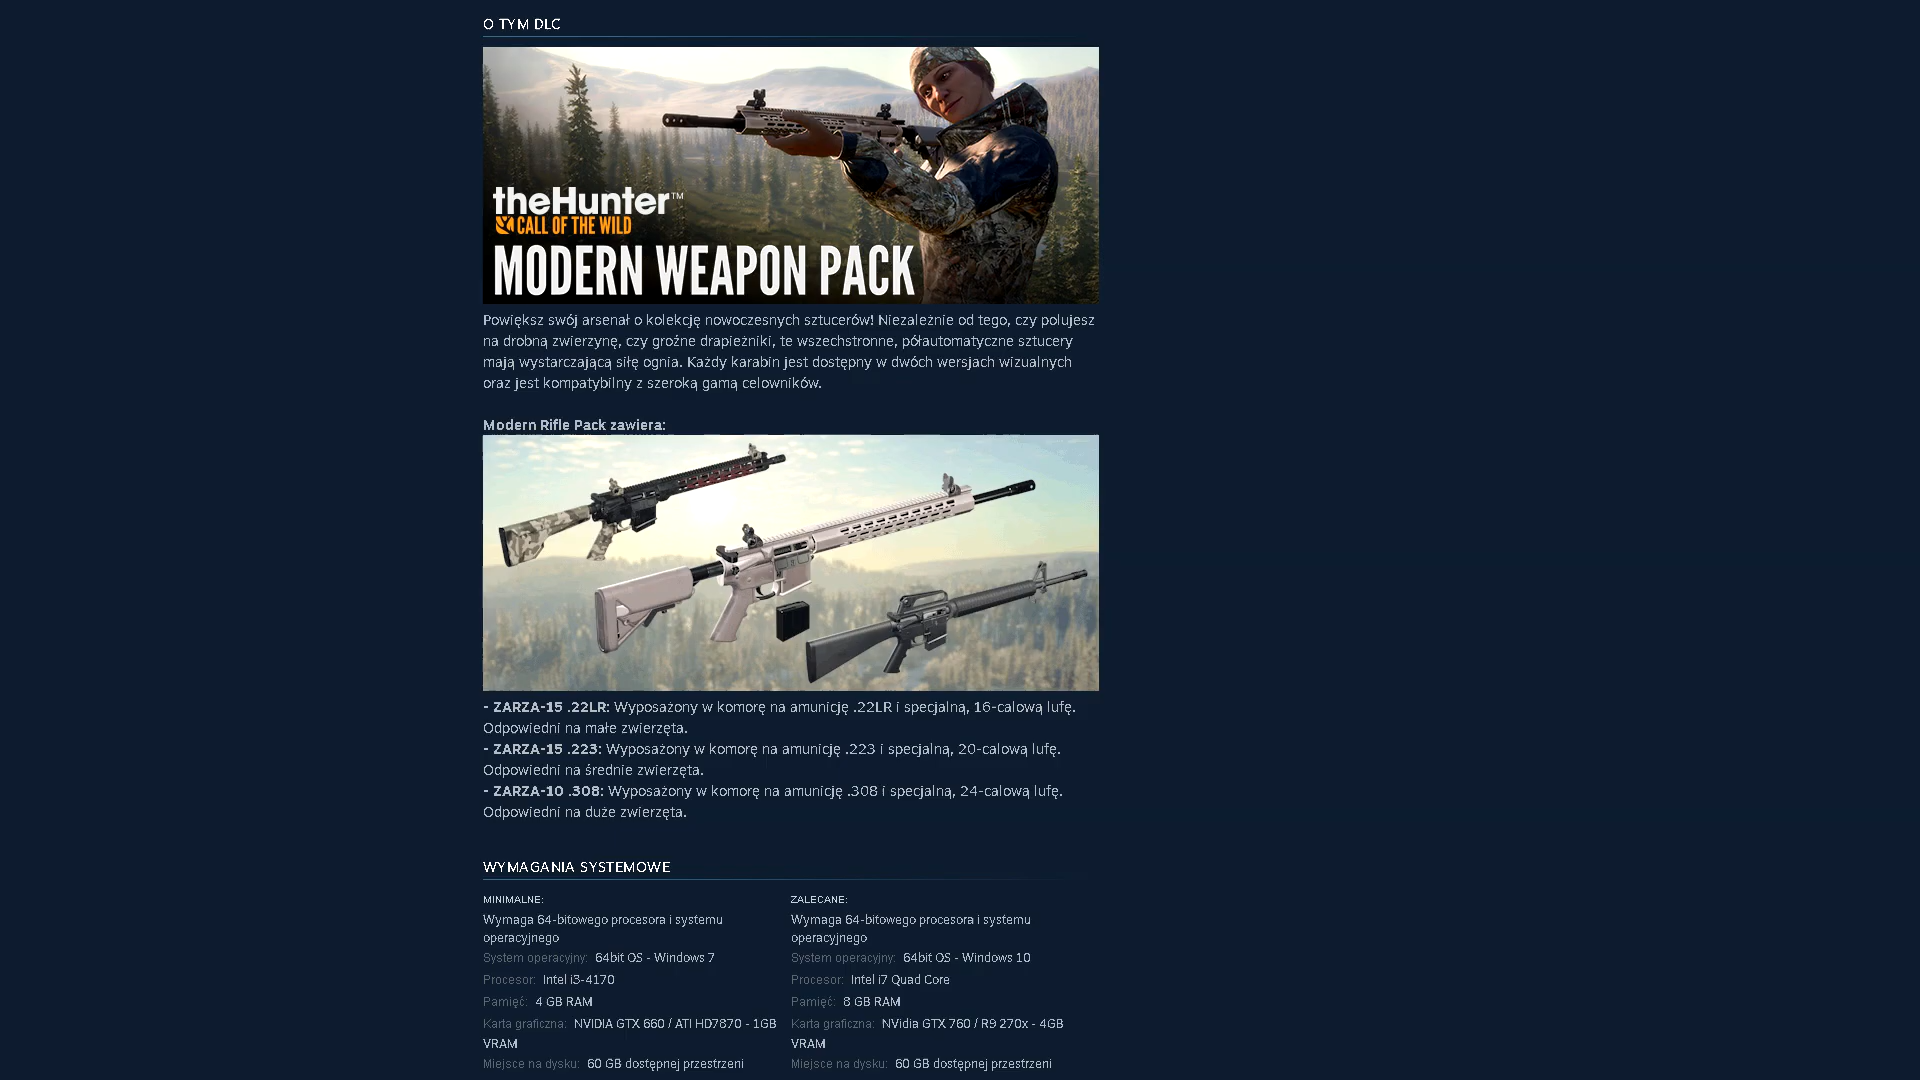 O TYM DLC
theHunter™
CALL OF THE WILD
MODERN WEAPON PACK
Powiększ swój arsenał o kolekcję nowoczesnych sztucerów! Niezależnie od tego, czy polujesz
na drobną zwierzynę, czy groźne drapieżniki, te wszechstronne, półautomatyczne sztucery
mają wystarczającą siłę ognia. Każdy karabin jest dostępny w dwóch wersjach wizualnych
oraz jest kompatybilny z szeroką gamą celowników.
Modern Rifle Pack zawiera:
- ZARZA-15 .22LR: Wyposażony w komorę na amunicję .22LR i specjalną, 16-calową lufę.
Odpowiedni na małe zwierzęta.
- ZARZA-15 .223: Wyposażony w komorę na amunicję .223 i specjalną, 20-calową lufę.
Odpowiedni na średnie zwierzęta.
- ZARZA-10 .308: Wyposażony w komorę na amunicję .308 i specjalną, 24-calową lufę.
Odpowiedni na duże zwierzęta.
WYMAGANIA SYSTEMOWE
MINIMALNE:
Wymaga 64-bitowego procesora i systemu
operacyjnego
System operacyjny: 64bit OS - Windows 7
Procesor: Intel i3-4170
Pamięć: 4 GB RAM
Karta graficzna: NVIDIA GTX 660 / ATI HD7870 - 1GB
VRAM
Miejsce na dysku: 60 GB dostępnej przestrzeni
ZALECANE:
Wymaga 64-bitowego procesora i systemu
operacyjnego
System operacyjny: 64bit OS - Windows 10
Procesor: Intel i7 Quad Core
Pamięć: 8 GB RAM
Karta graficzna: NVidia GTX 760 / R9 270x - 4GB
VRAM
Miejsce na dysku: 60 GB dostępnej przestrzeni